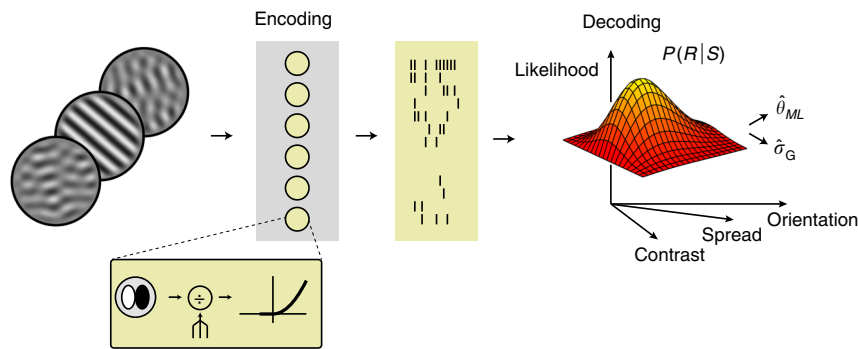 Encoding
Decoding
Likelihood
P(R|S)
θ̂ML
σ̂G
÷
Orientation
Spread
Contrast